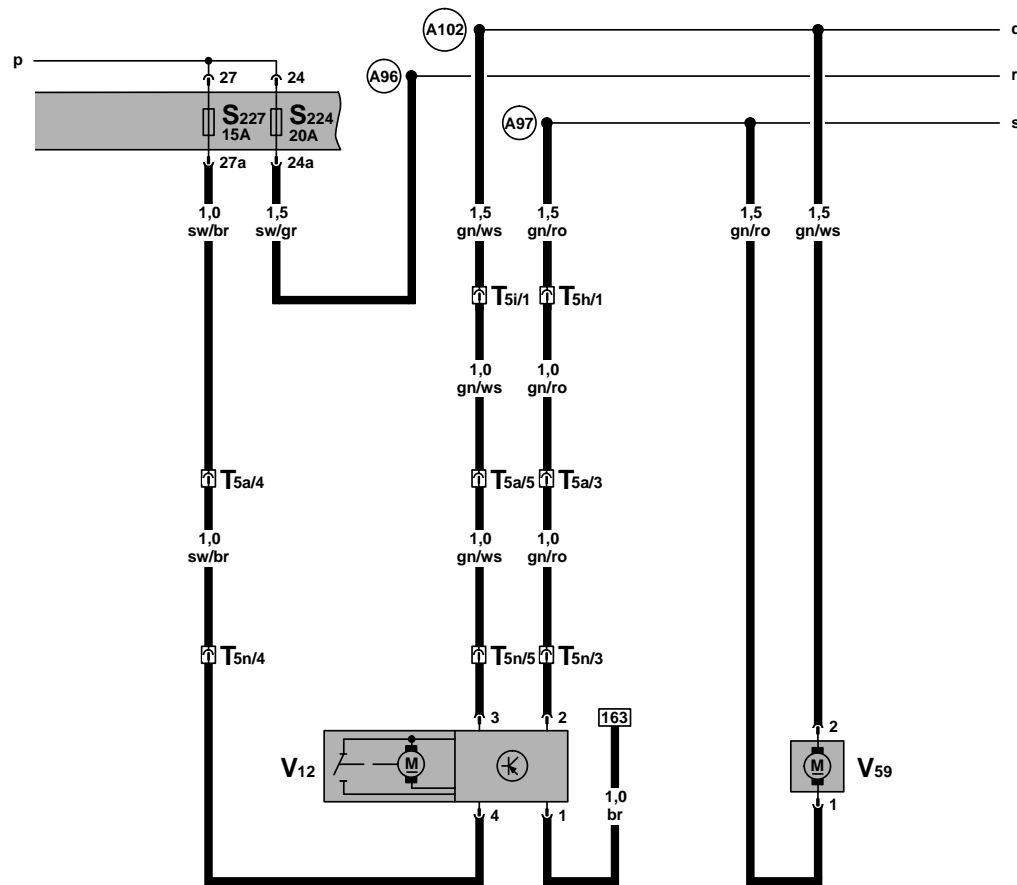 A102
q
p
27 24
A96
r
S227 S224
15A 20A
A97
s
27a 24a
1,0 1,5 1,5 1,5 1,5 1,5
sw/br sw/gr gn/ws gn/ro gn/ro gn/ws
T5i/1 T5h/1
1,0 1,0
gn/ws gn/ro
T5a/4 T5a/5 T5a/3
1,0 1,0 1,0
sw/br gn/ws gn/ro
T5n/4 T5n/5 T5n/3
3 2 163
2
V12 M M V59
1,0
br
4 1 1